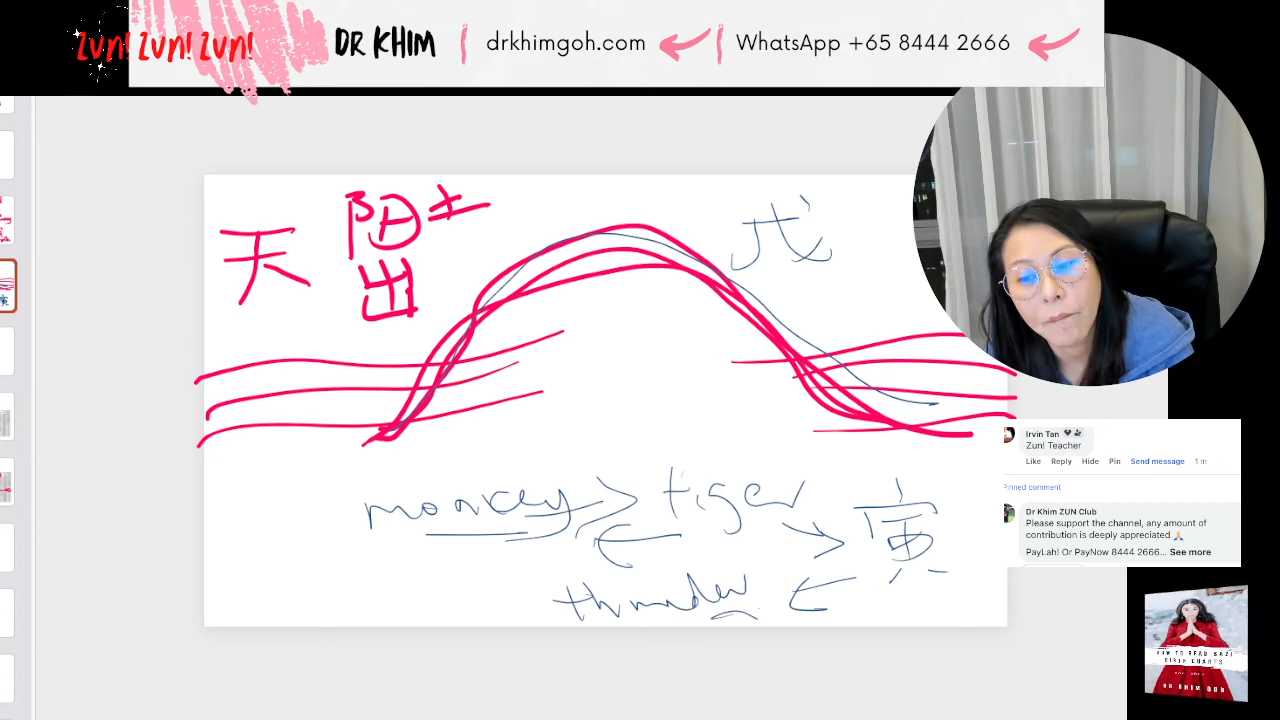 Zun! Zun! Zun!
DR KHIM
drkhimgoh.com
WhatsApp +65 8444 2666
天
阳土
出
戊
monkey > tiger
寅
thunder
Irvin Tan
Zun! Teacher
Like Reply Hide Pin Send message 1 m
Pinned comment
Dr Khim ZUN Club
Please support the channel, any amount of
contribution is deeply appreciated 🙏
PayLah! Or PayNow 8444 2666... See more
HOW TO READ BAZI
BIRTH CHARTS
DR KHIM GOH